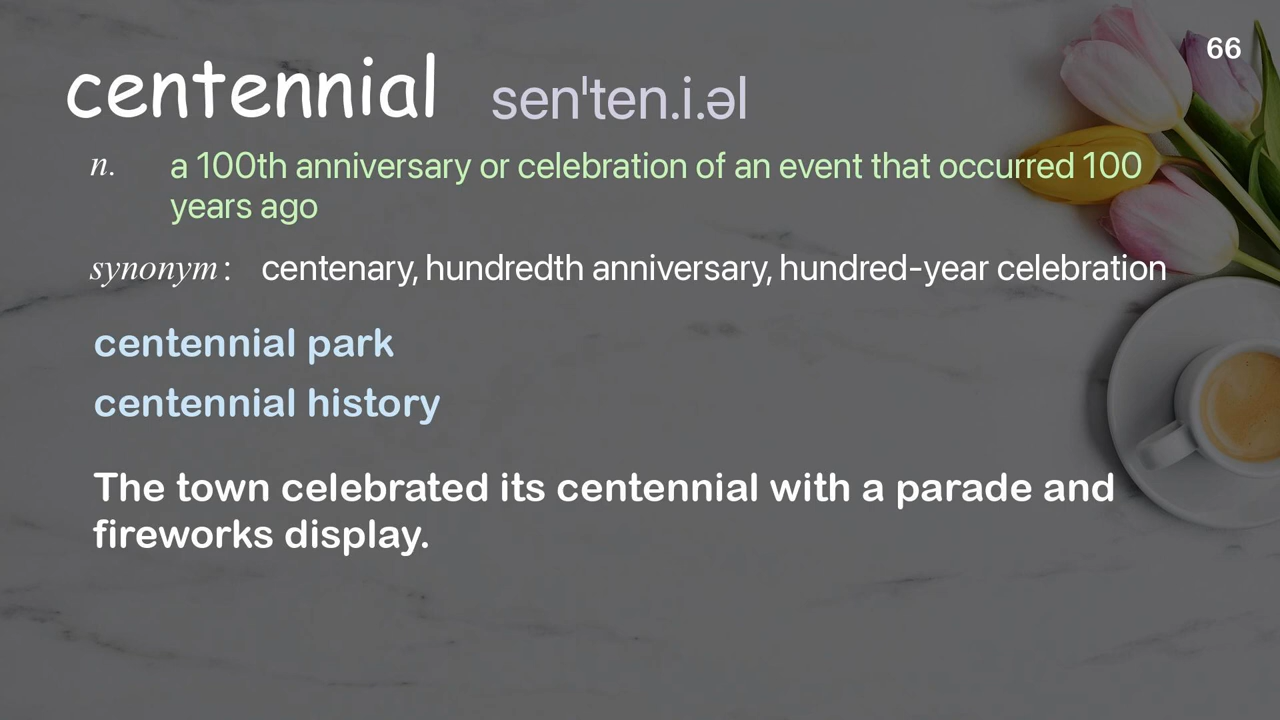 66
centennial sen'ten.i.əl
n. a 100th anniversary or celebration of an event that occurred 100
years ago
synonym: centenary, hundredth anniversary, hundred-year celebration
centennial park
centennial history
The town celebrated its centennial with a parade and
fireworks display.